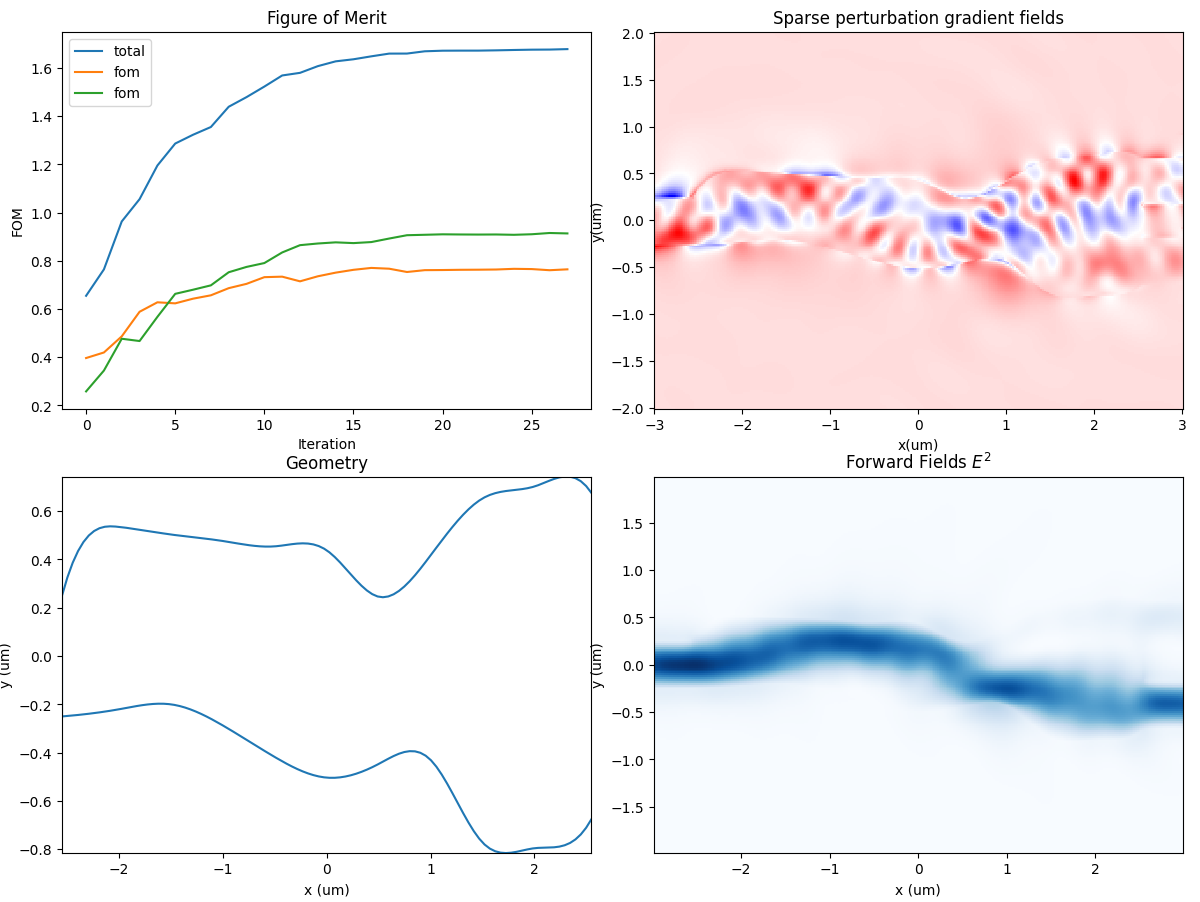 Figure of Merit
total
fom
fom
FOM
1.6
1.4
1.2
1.0
0.8
0.6
0.4
0.2
0 5 10 15 20 25
Iteration
Sparse perturbation gradient fields
y(um)
2.0
1.5
1.0
0.5
0.0
−0.5
−1.0
−1.5
−2.0
−3 −2 −1 0 1 2 3
x(um)
Geometry
y (um)
0.6
0.4
0.2
0.0
−0.2
−0.4
−0.6
−0.8
−2 −1 0 1 2
x (um)
Forward Fields E²
y (um)
1.5
1.0
0.5
0.0
−0.5
−1.0
−1.5
−2 −1 0 1 2
x (um)